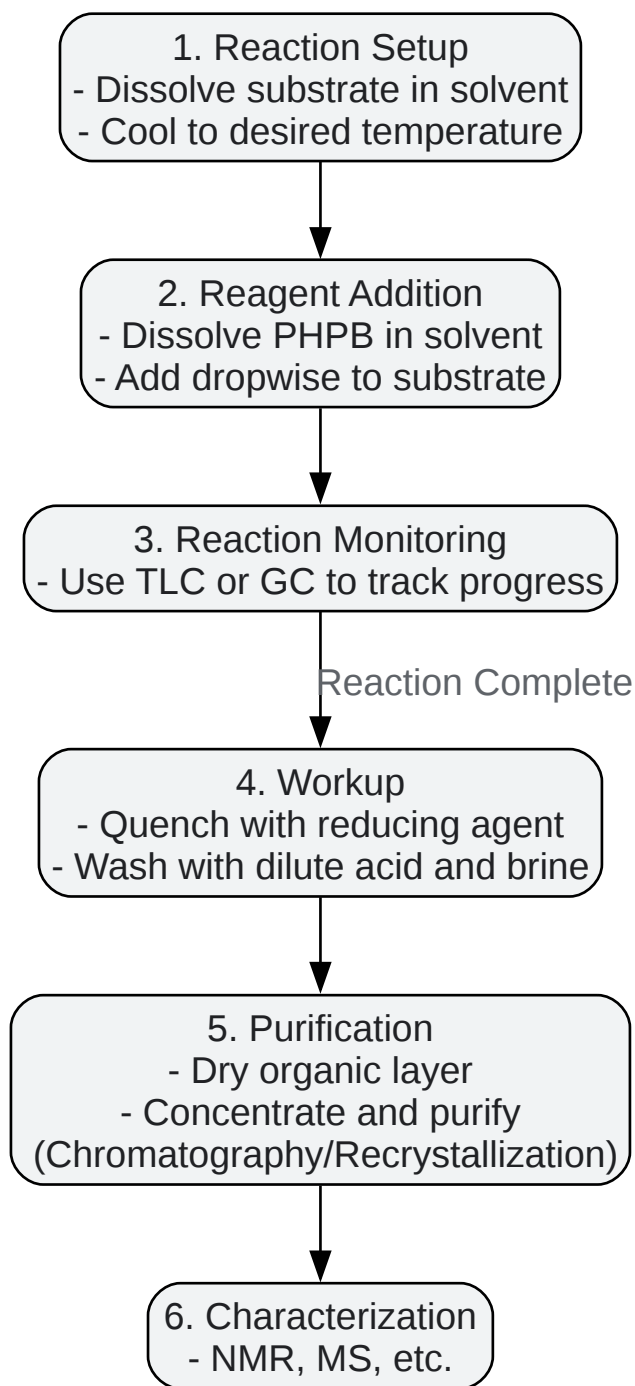 1. Reaction Setup
- Dissolve substrate in solvent
- Cool to desired temperature
2. Reagent Addition
- Dissolve PHPB in solvent
- Add dropwise to substrate
3. Reaction Monitoring
- Use TLC or GC to track progress
Reaction Complete
4. Workup
- Quench with reducing agent
- Wash with dilute acid and brine
5. Purification
- Dry organic layer
- Concentrate and purify
(Chromatography/Recrystallization)
6. Characterization
- NMR, MS, etc.